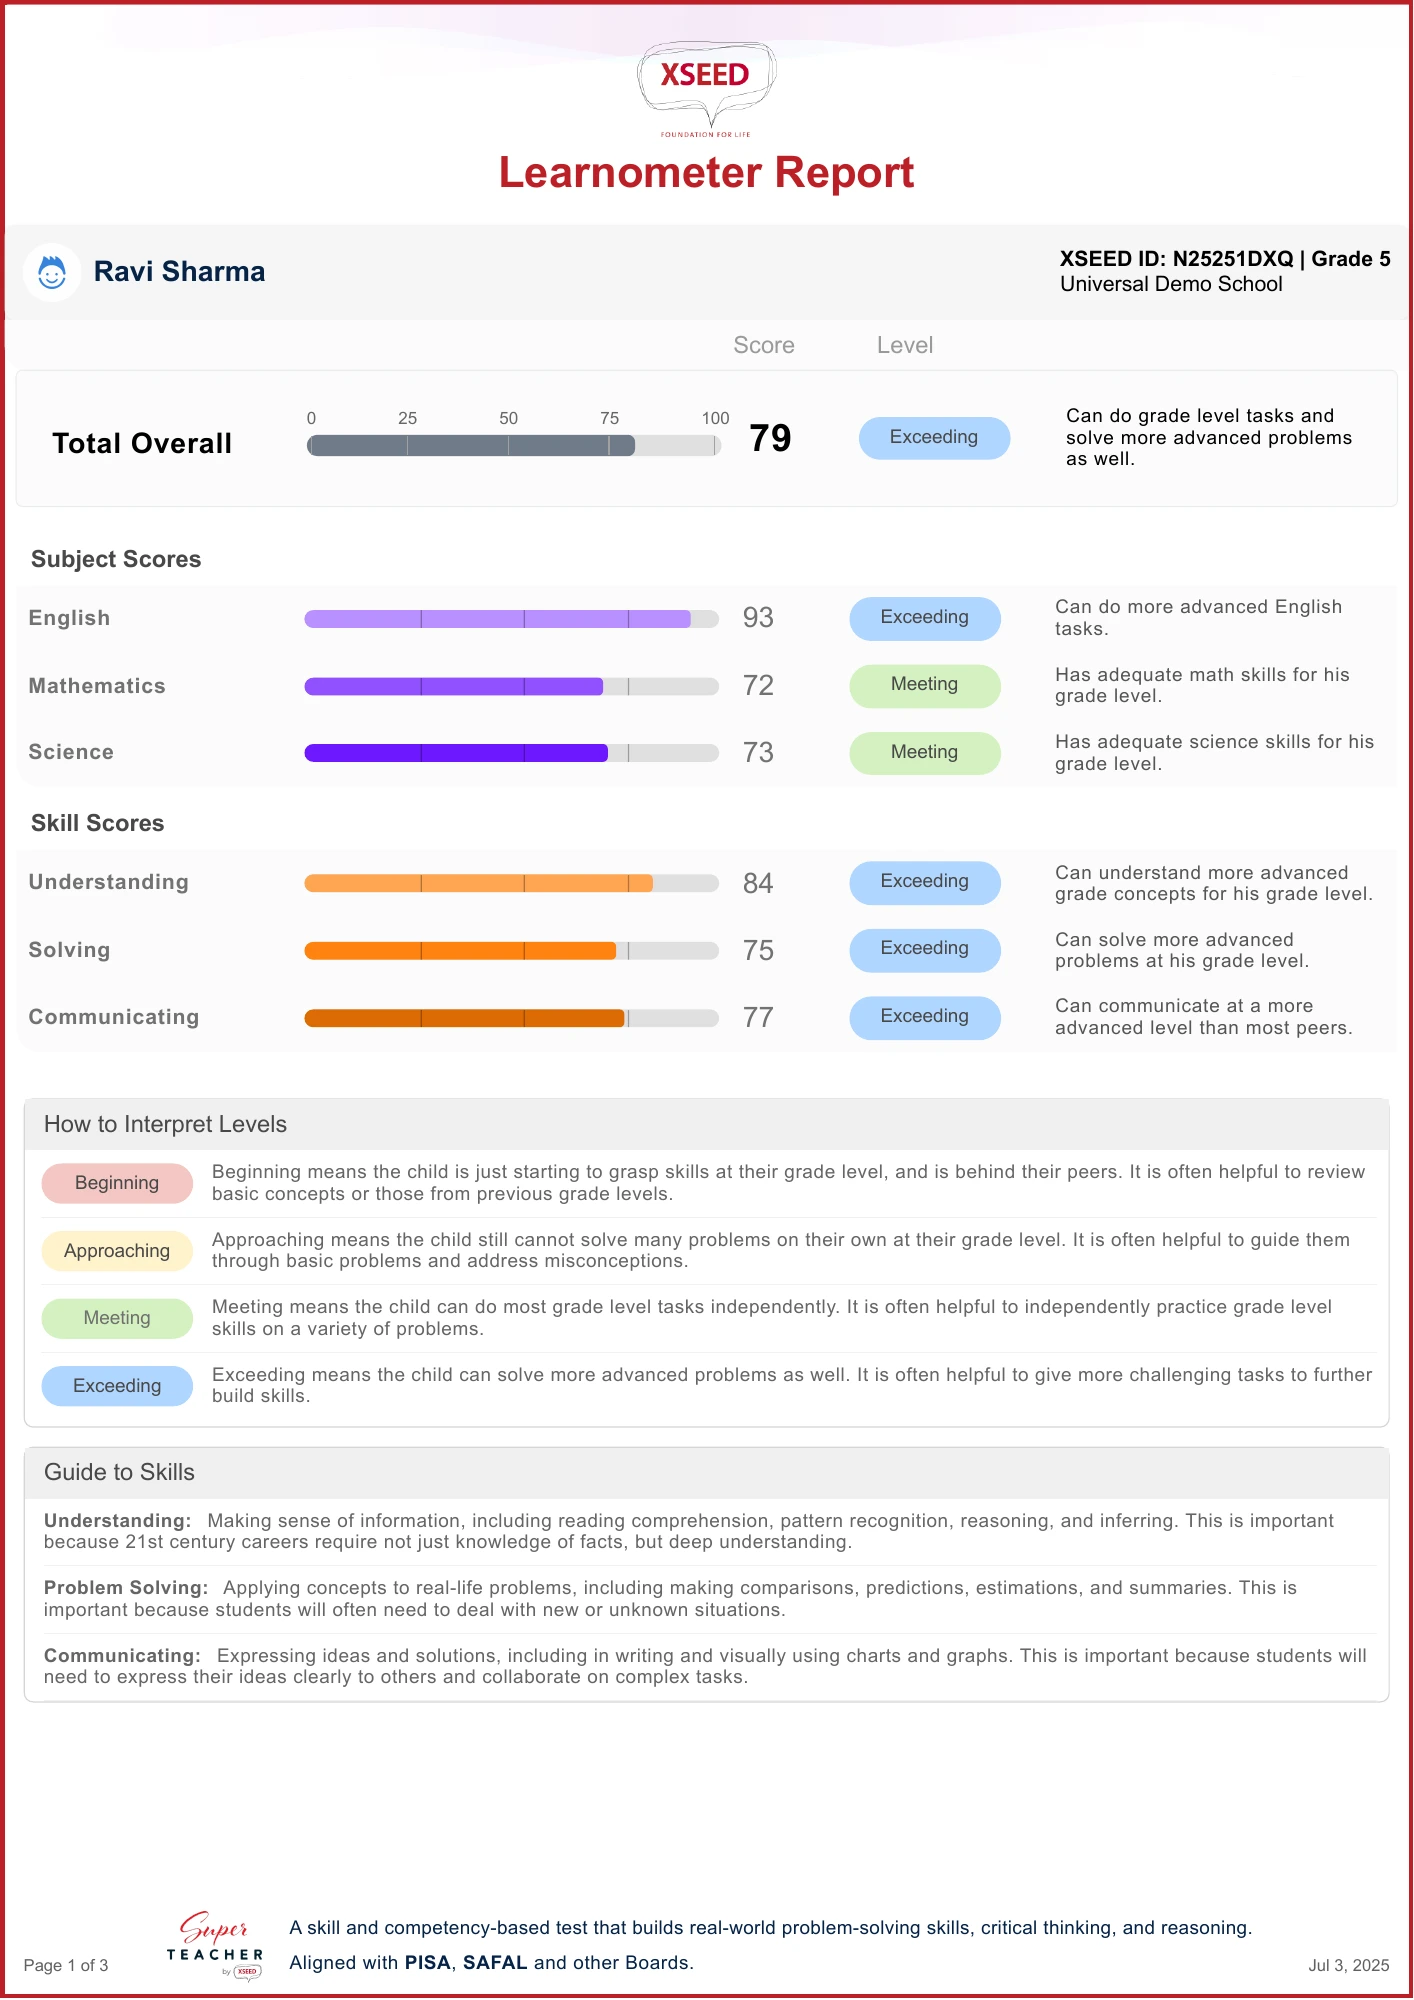 XSEED
FOUNDATION FOR LIFE
Learnometer Report
Ravi Sharma
XSEED ID: N25251DXQ | Grade 5
Universal Demo School
Score Level
Total Overall
0 25 50 75 100
79
Exceeding
Can do grade level tasks and
solve more advanced problems
as well.
Subject Scores
English
93
Exceeding
Can do more advanced English
tasks.
Mathematics
72
Meeting
Has adequate math skills for his
grade level.
Science
73
Meeting
Has adequate science skills for his
grade level.
Skill Scores
Understanding
84
Exceeding
Can understand more advanced
grade concepts for his grade level.
Solving
75
Exceeding
Can solve more advanced
problems at his grade level.
Communicating
77
Exceeding
Can communicate at a more
advanced level than most peers.
How to Interpret Levels
Beginning
Beginning means the child is just starting to grasp skills at their grade level, and is behind their peers. It is often helpful to review
basic concepts or those from previous grade levels.
Approaching
Approaching means the child still cannot solve many problems on their own at their grade level. It is often helpful to guide them
through basic problems and address misconceptions.
Meeting
Meeting means the child can do most grade level tasks independently. It is often helpful to independently practice grade level
skills on a variety of problems.
Exceeding
Exceeding means the child can solve more advanced problems as well. It is often helpful to give more challenging tasks to further
build skills.
Guide to Skills
Understanding: Making sense of information, including reading comprehension, pattern recognition, reasoning, and inferring. This is important
because 21st century careers require not just knowledge of facts, but deep understanding.
Problem Solving: Applying concepts to real-life problems, including making comparisons, predictions, estimations, and summaries. This is
important because students will often need to deal with new or unknown situations.
Communicating: Expressing ideas and solutions, including in writing and visually using charts and graphs. This is important because students will
need to express their ideas clearly to others and collaborate on complex tasks.
Page 1 of 3
Super
TEACHER
by XSEED
A skill and competency-based test that builds real-world problem-solving skills, critical thinking, and reasoning.
Aligned with PISA, SAFAL and other Boards.
Jul 3, 2025